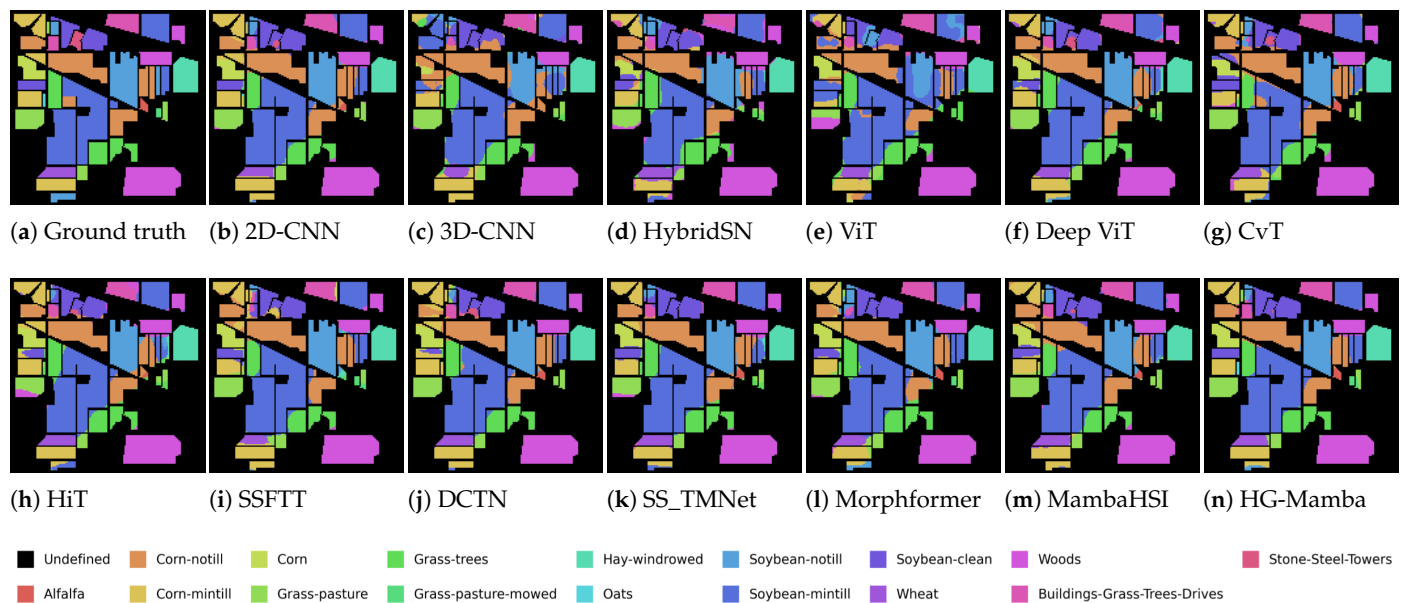 (a) Ground truth (b) 2D-CNN (c) 3D-CNN (d) HybridSN (e) ViT (f) Deep ViT (g) CvT
(h) HiT (i) SSFTT (j) DCTN (k) SS_TMNet (l) Morphformer (m) MambaHSI (n) HG-Mamba
Undefined Corn-notill Corn Grass-trees Hay-windrowed Soybean-notill Soybean-clean Woods Stone-Steel-Towers
Alfalfa Corn-mintill Grass-pasture Grass-pasture-mowed Oats Soybean-mintill Wheat Buildings-Grass-Trees-Drives